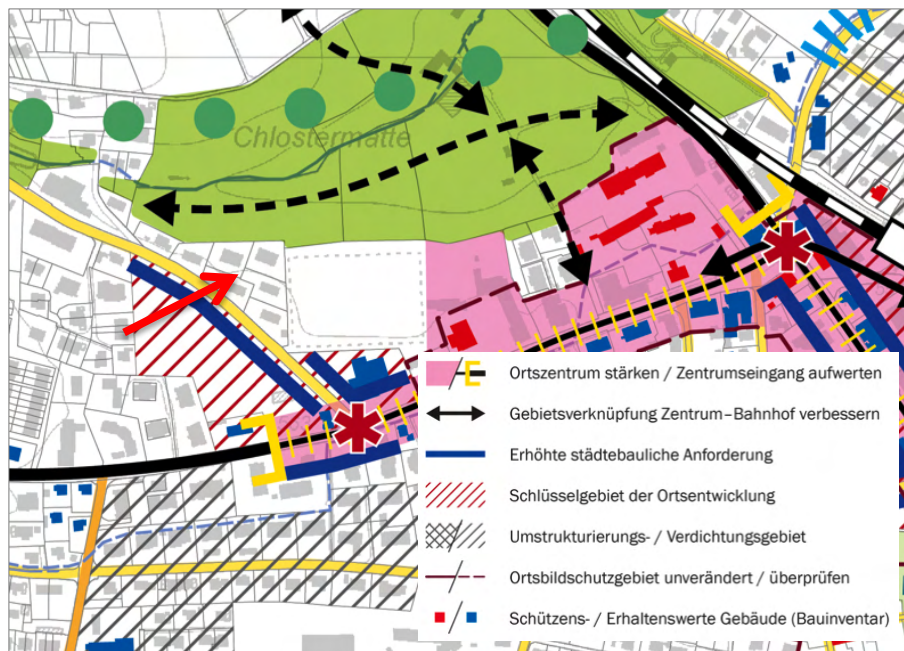 Chlostermatte
Ortszentrum stärken / Zentrumseingang aufwerten
Gebietsverknüpfung Zentrum–Bahnhof verbessern
Erhöhte städtebauliche Anforderung
Schlüsselgebiet der Ortsentwicklung
Umstrukturierungs- / Verdichtungsgebiet
Ortsbildschutzgebiet unverändert / überprüfen
Schützens- / Erhaltenswerte Gebäude (Bauinventar)